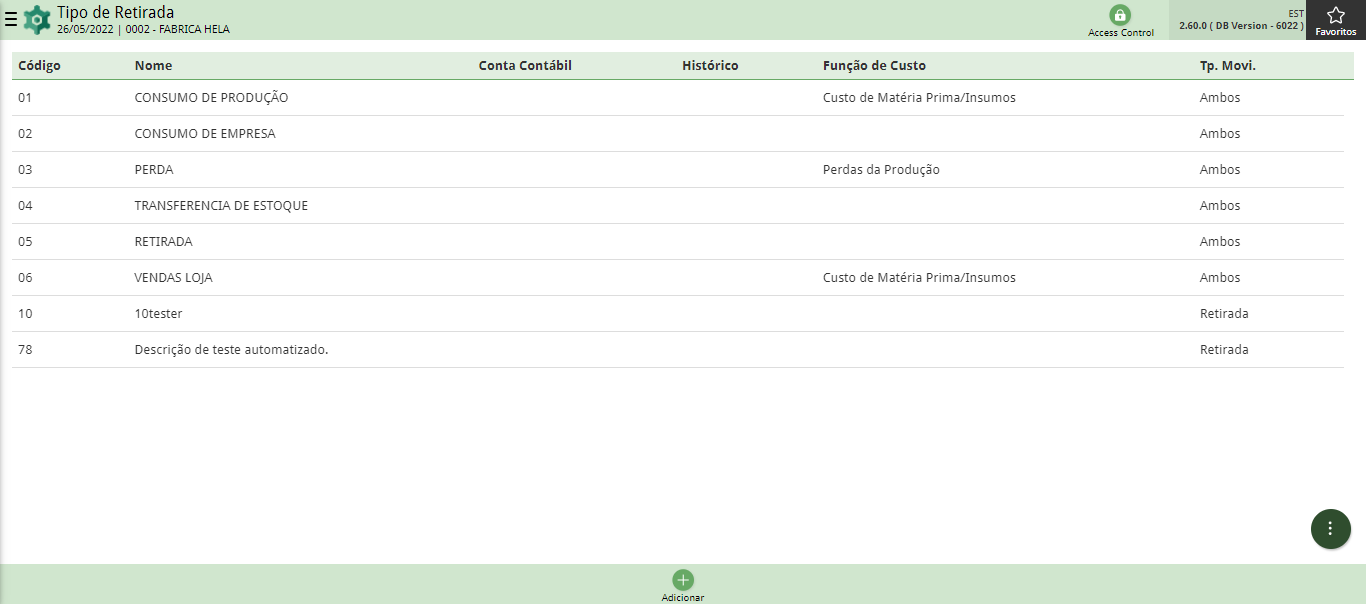 Tipo de Retirada
26/05/2022 | 0002 - FABRICA HELA
Access Control
EST
2.60.0 ( DB Version - 6022 )
Favoritos
Código Nome Conta Contábil Histórico Função de Custo Tp. Movi.
01 CONSUMO DE PRODUÇÃO Custo de Matéria Prima/Insumos Ambos
02 CONSUMO DE EMPRESA Ambos
03 PERDA Perdas da Produção Ambos
04 TRANSFERENCIA DE ESTOQUE Ambos
05 RETIRADA Ambos
06 VENDAS LOJA Custo de Matéria Prima/Insumos Ambos
10 10tester Retirada
78 Descrição de teste automatizado. Retirada
Adicionar